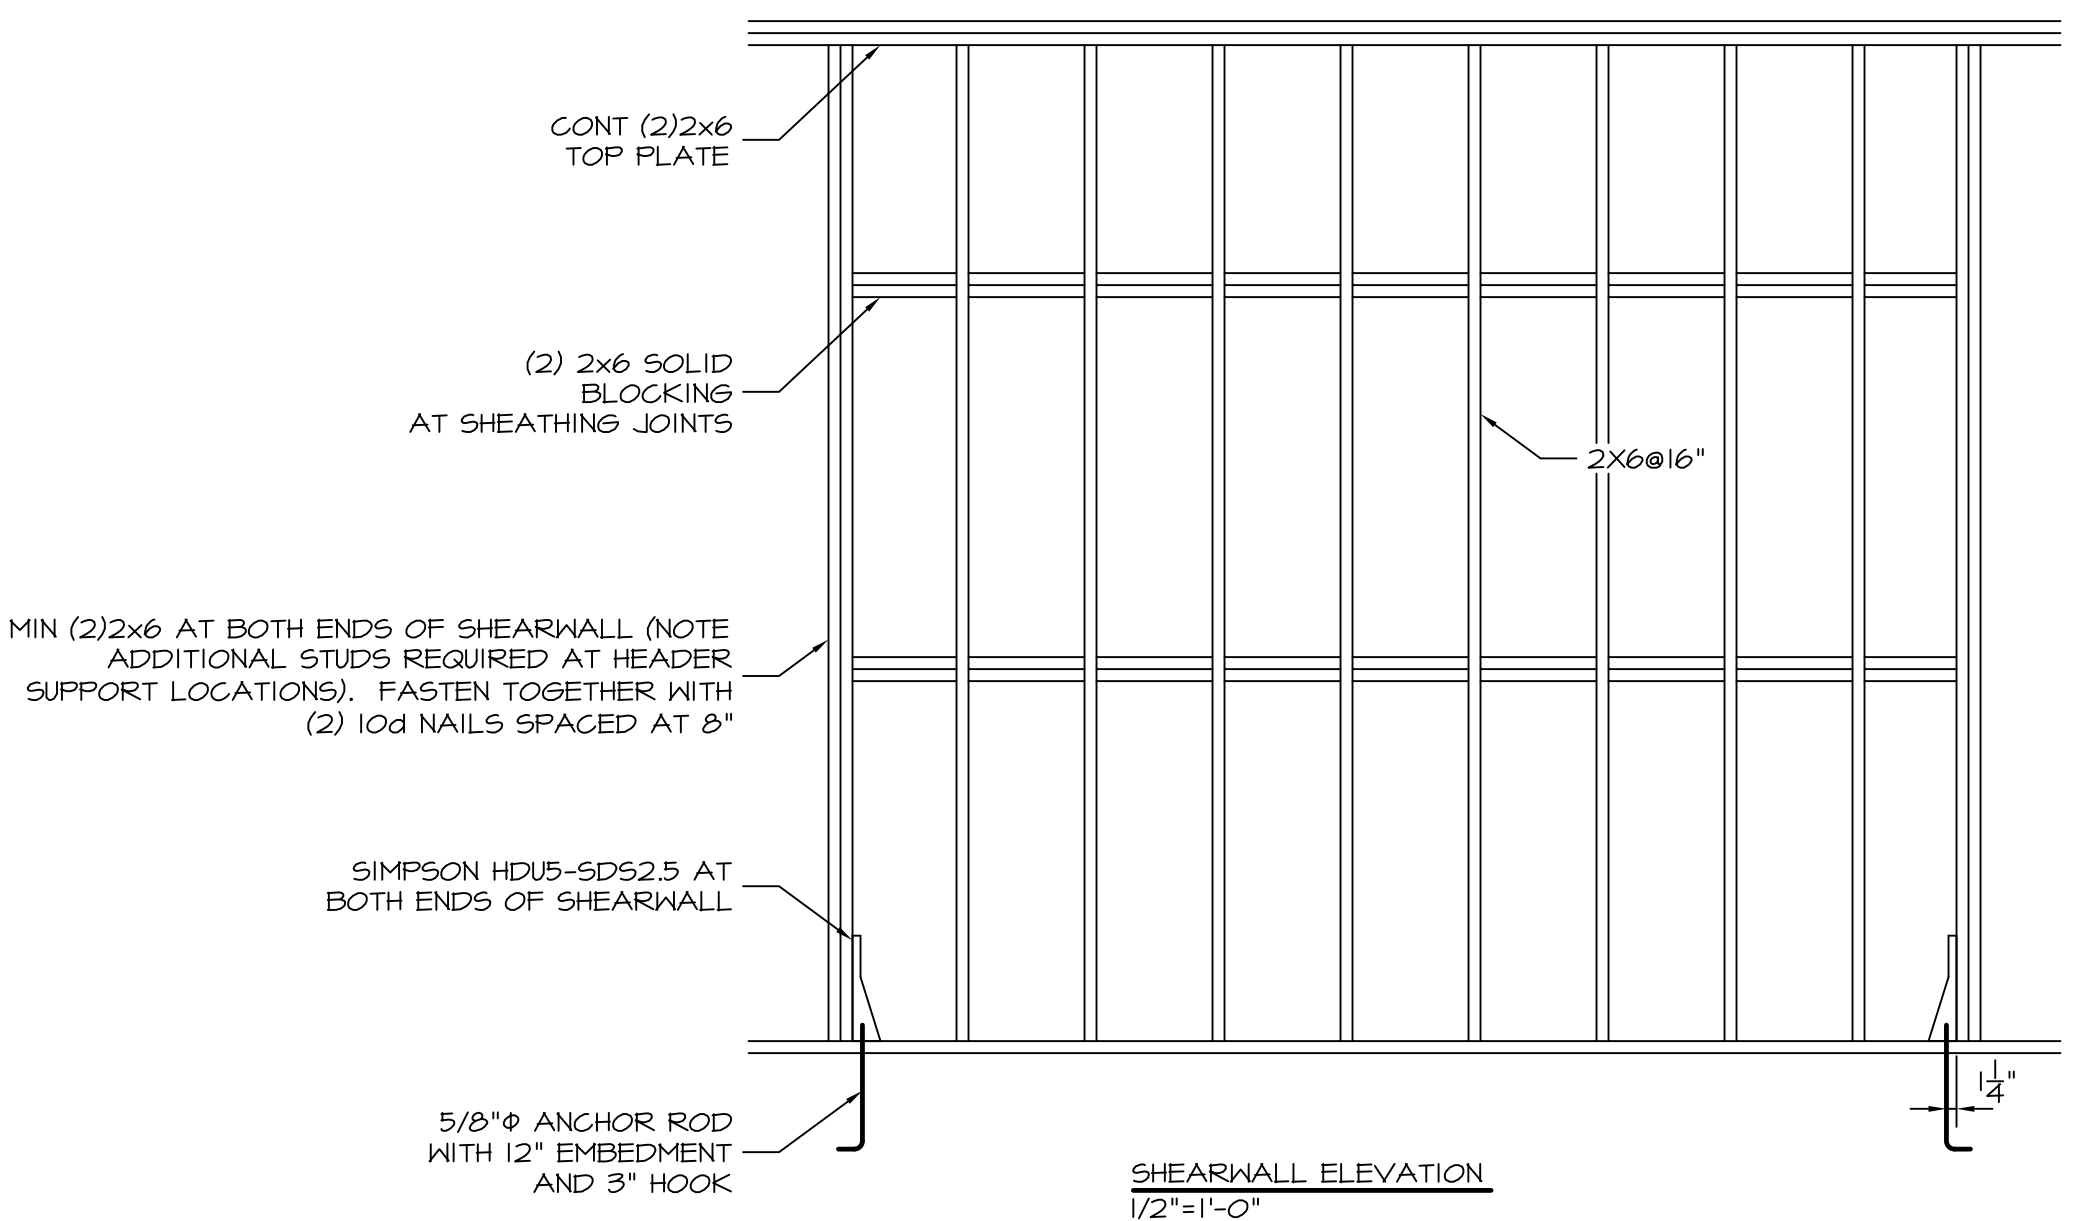 CONT (2)2x6
TOP PLATE
(2) 2x6 SOLID
BLOCKING
AT SHEATHING JOINTS
2X6@16"
MIN (2)2x6 AT BOTH ENDS OF SHEARWALL (NOTE
ADDITIONAL STUDS REQUIRED AT HEADER
SUPPORT LOCATIONS). FASTEN TOGETHER WITH
(2) 10d NAILS SPACED AT 8"
SIMPSON HDU5-SDS2.5 AT
BOTH ENDS OF SHEARWALL
1 1/4"
5/8"Φ ANCHOR ROD
WITH 12" EMBEDMENT
AND 3" HOOK
SHEARWALL ELEVATION
1/2"=1'-0"